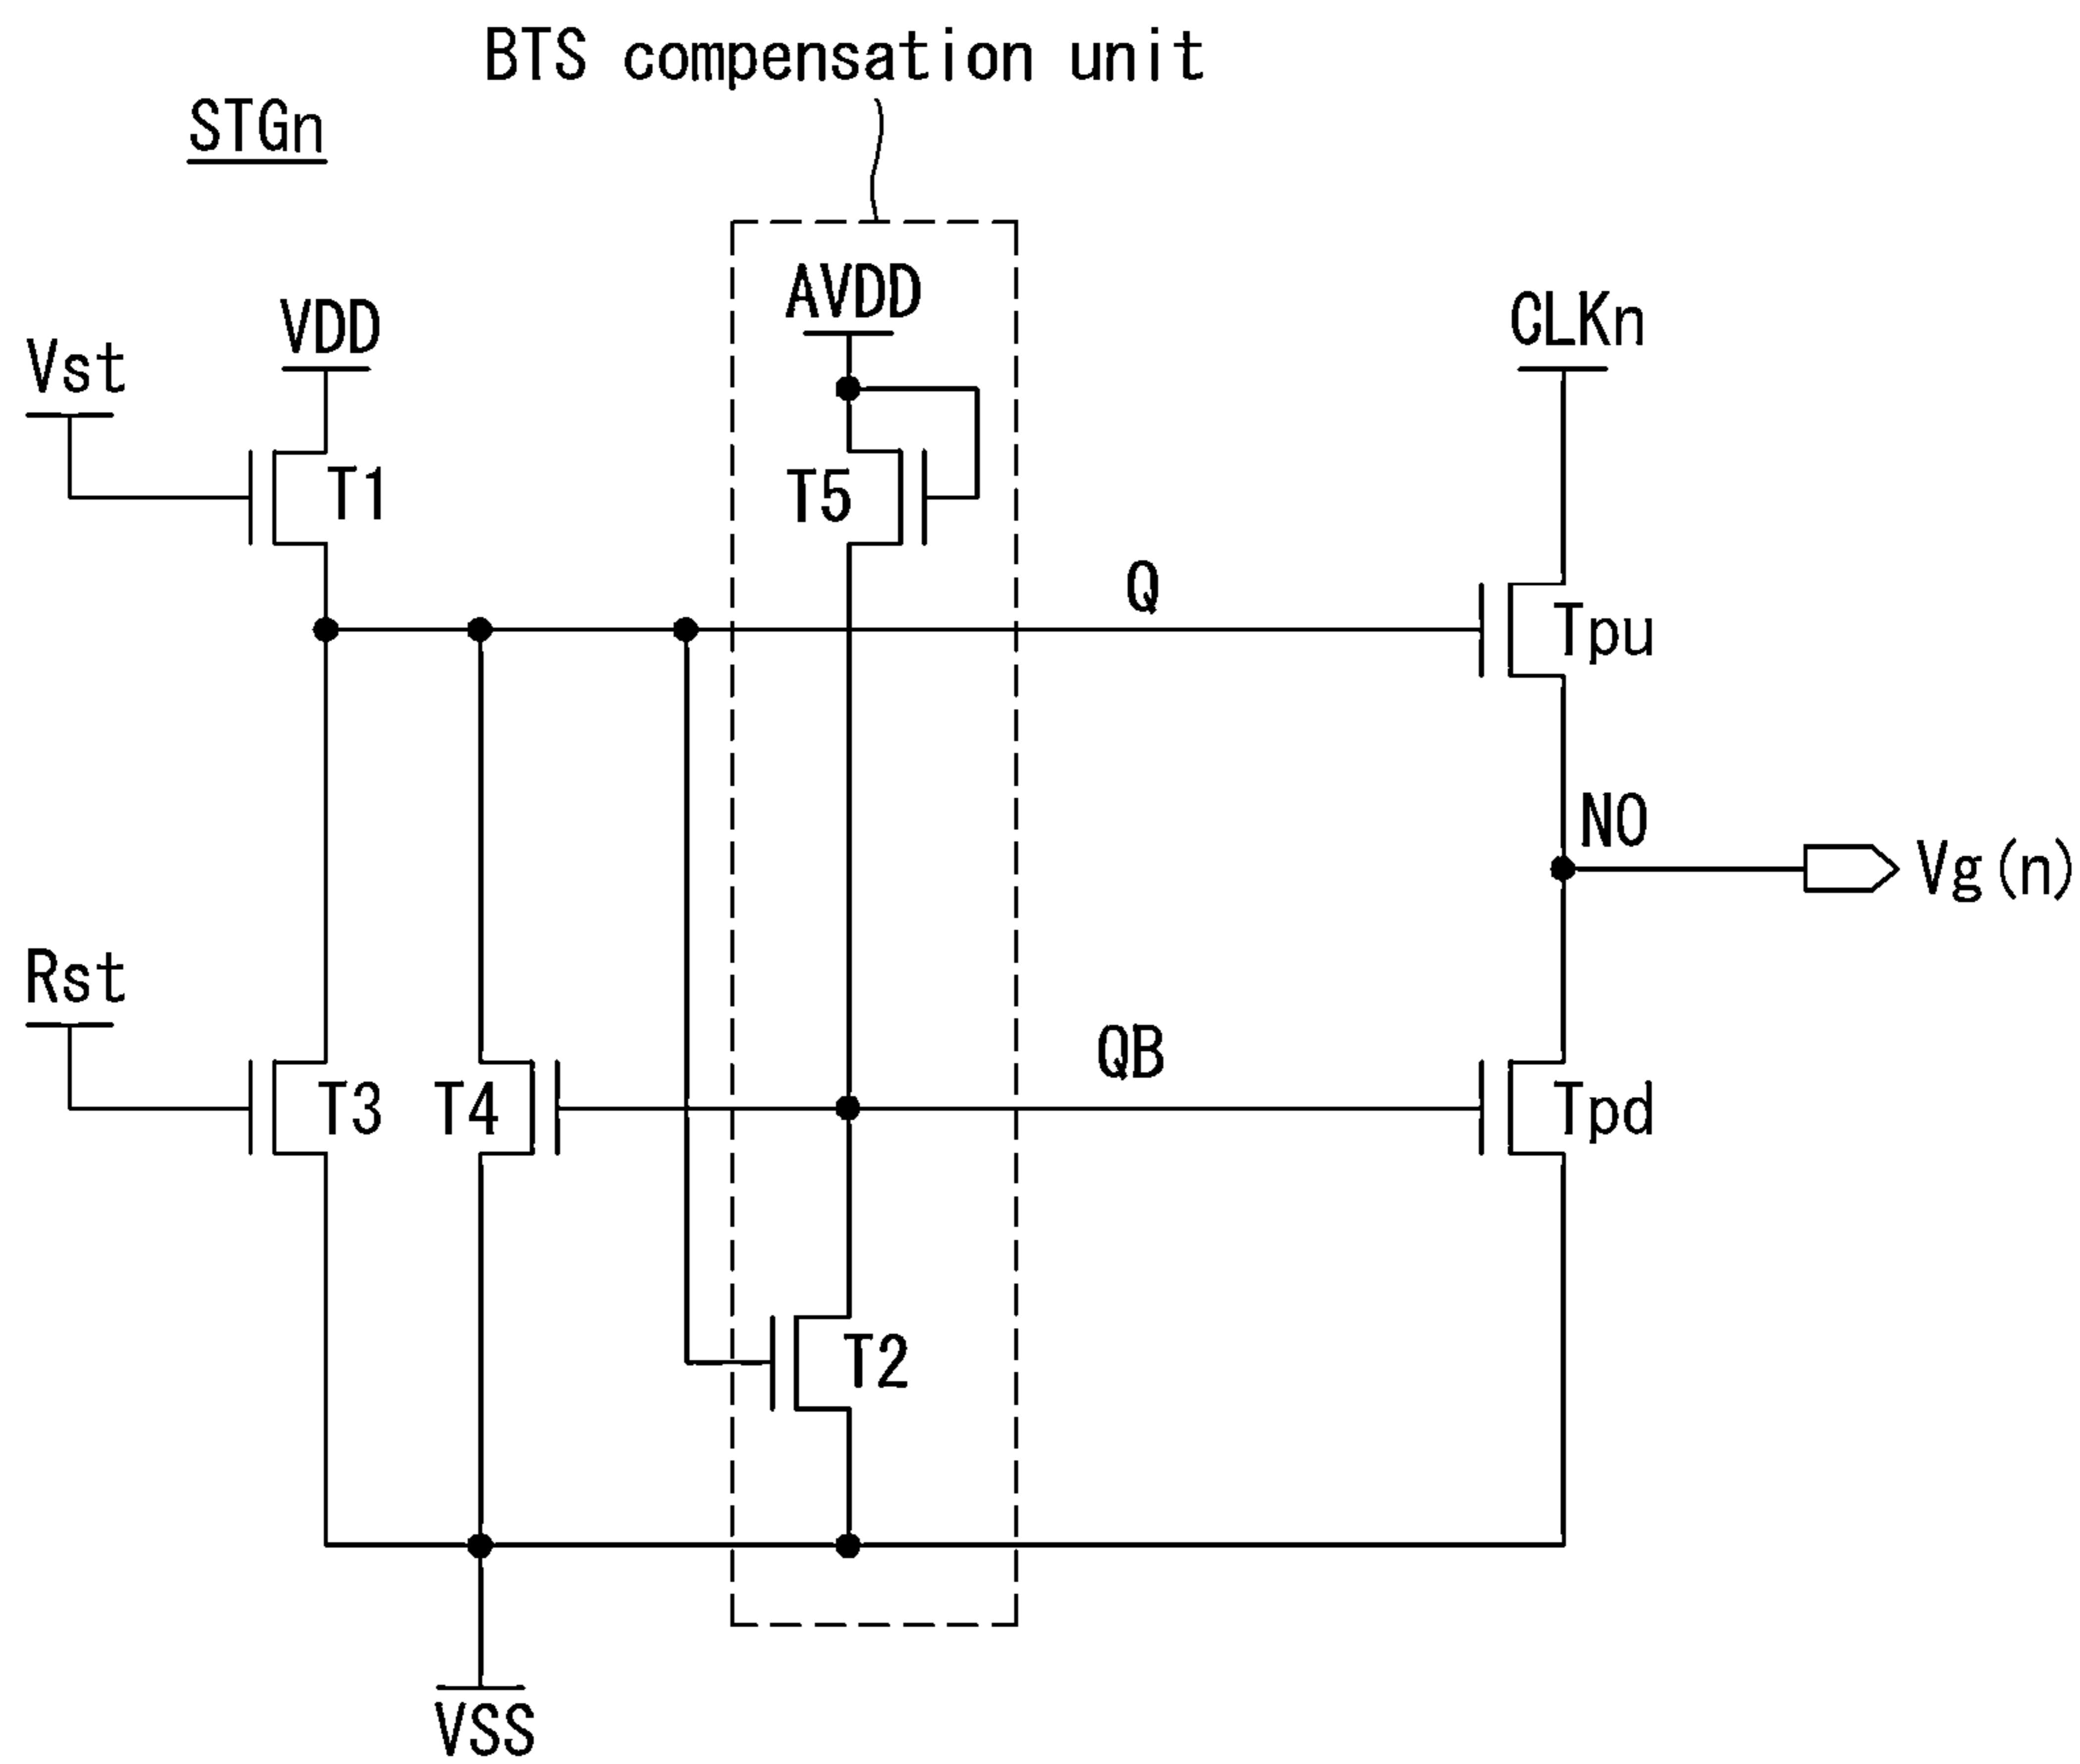 BTS compensation unit
STGn
AVDD
VDD
CLKn
Vst
T1
T5
Q
Tpu
NO
Vg(n)
Rst
QB
T3
T4
Tpd
T2
VSS